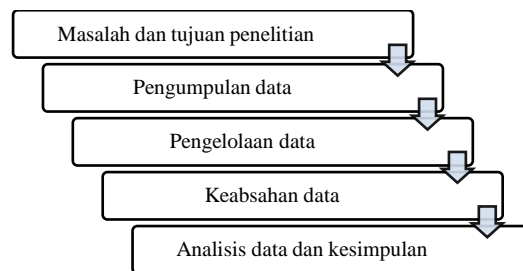 Masalah dan tujuan penelitian
Pengumpulan data
Pengelolaan data
Keabsahan data
Analisis data dan kesimpulan